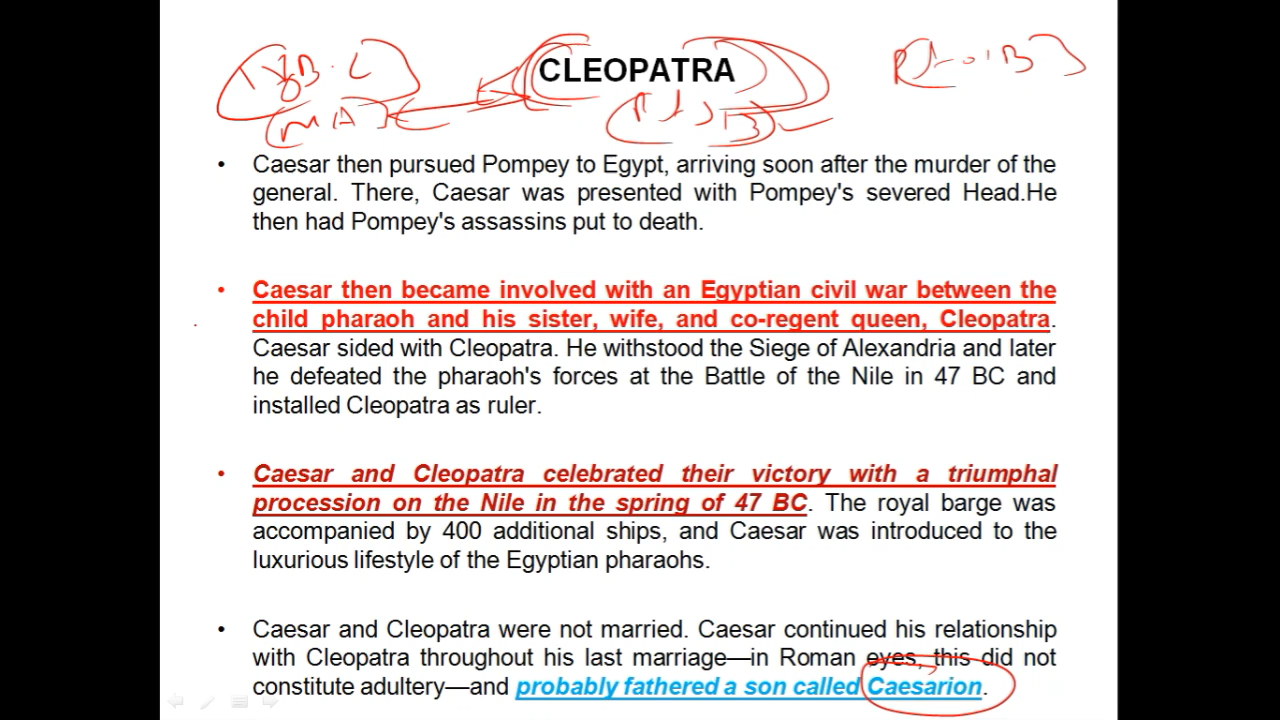 CLEOPATRA
• Caesar then pursued Pompey to Egypt, arriving soon after the murder of the
general. There, Caesar was presented with Pompey's severed Head.He
then had Pompey's assassins put to death.
• Caesar then became involved with an Egyptian civil war between the
child pharaoh and his sister, wife, and co-regent queen, Cleopatra.
Caesar sided with Cleopatra. He withstood the Siege of Alexandria and later
he defeated the pharaoh's forces at the Battle of the Nile in 47 BC and
installed Cleopatra as ruler.
• Caesar and Cleopatra celebrated their victory with a triumphal
procession on the Nile in the spring of 47 BC. The royal barge was
accompanied by 400 additional ships, and Caesar was introduced to the
luxurious lifestyle of the Egyptian pharaohs.
• Caesar and Cleopatra were not married. Caesar continued his relationship
with Cleopatra throughout his last marriage—in Roman eyes, this did not
constitute adultery—and probably fathered a son called Caesarion.